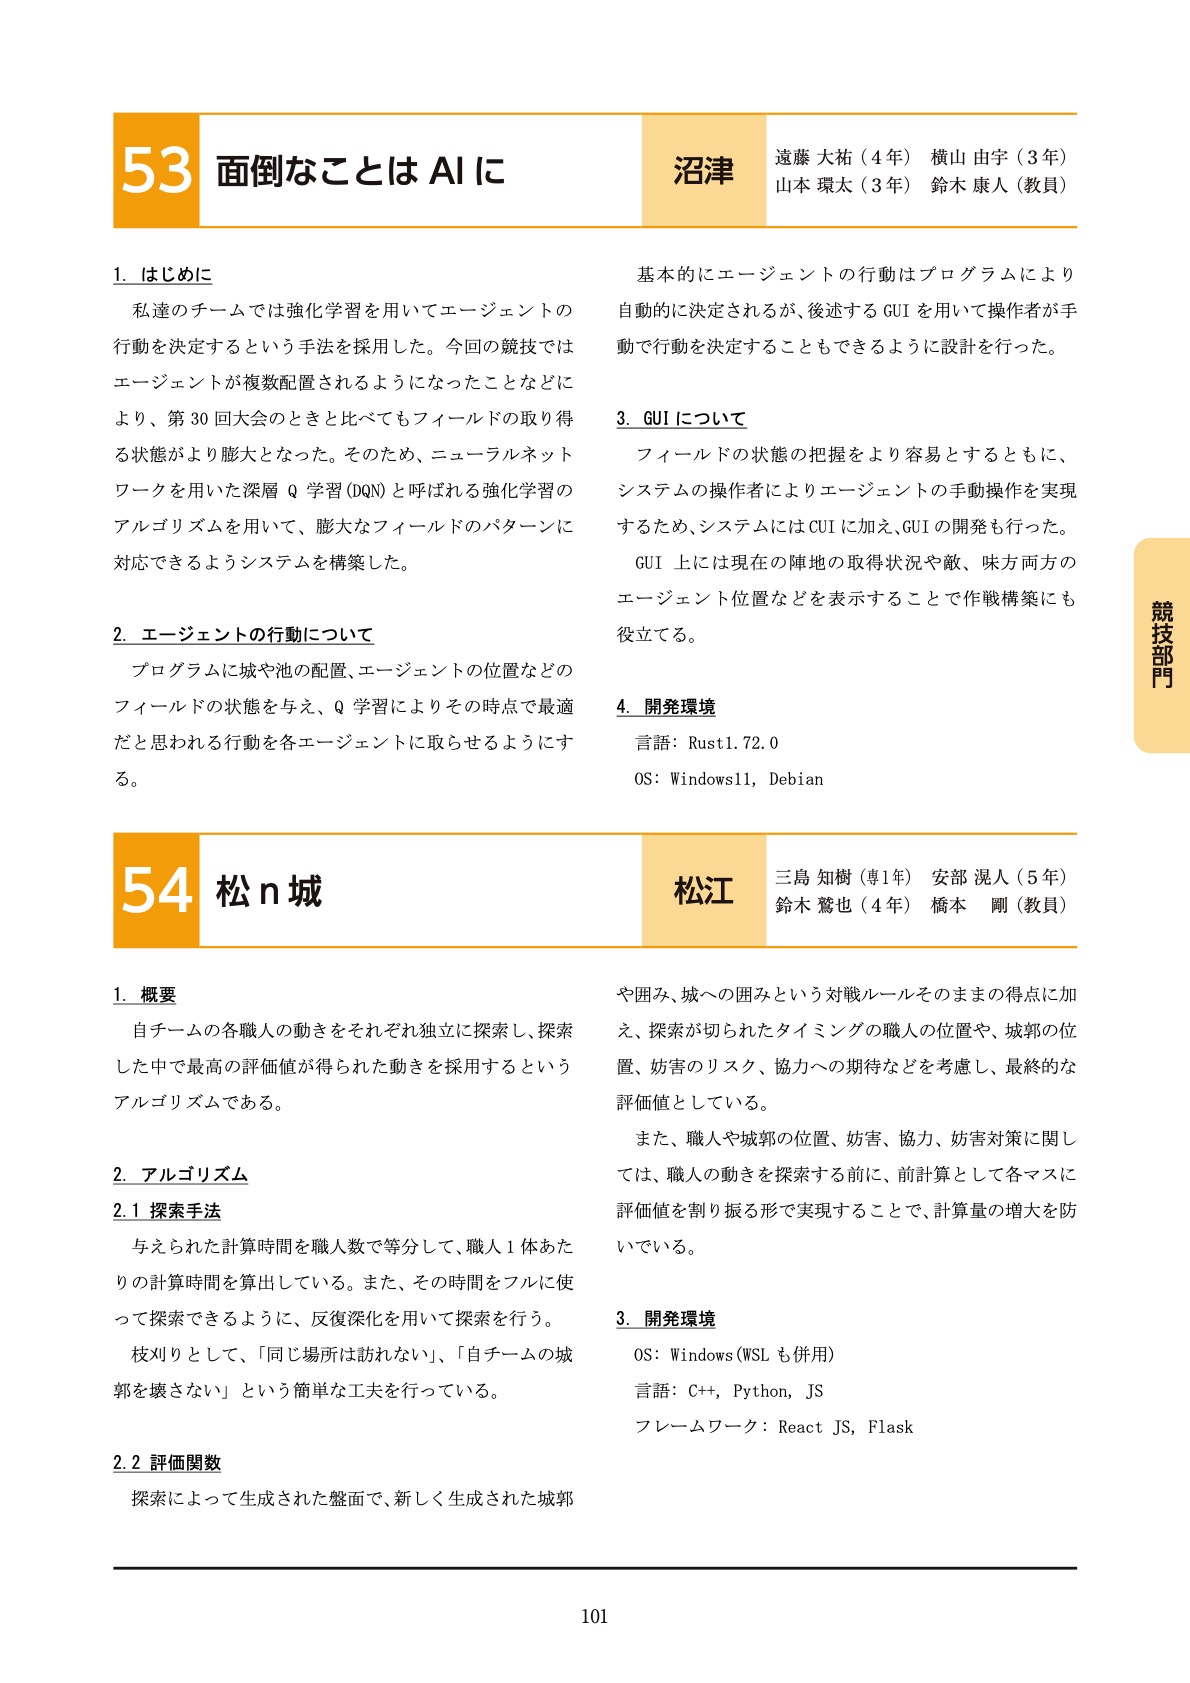 53 面倒なことは AI に 沼津 遠藤 大祐（４年） 横山 由宇（３年）
山本 環太（３年） 鈴木 康人（教員）
1. はじめに
私達のチームでは強化学習を用いてエージェントの
行動を決定するという手法を採用した。今回の競技では
エージェントが複数配置されるようになったことなどに
より、第 30 回大会のときと比べてもフィールドの取り得
る状態がより膨大となった。そのため、ニューラルネット
ワークを用いた深層 Q 学習(DQN)と呼ばれる強化学習の
アルゴリズムを用いて、膨大なフィールドのパターンに
対応できるようシステムを構築した。
2. エージェントの行動について
プログラムに城や池の配置、エージェントの位置などの
フィールドの状態を与え、Q 学習によりその時点で最適
だと思われる行動を各エージェントに取らせるようにす
る。
基本的にエージェントの行動はプログラムにより
自動的に決定されるが、後述する GUI を用いて操作者が手
動で行動を決定することもできるように設計を行った。
3. GUI について
フィールドの状態の把握をより容易とするともに、
システムの操作者によりエージェントの手動操作を実現
するため、システムには CUI に加え、GUI の開発も行った。
GUI 上には現在の陣地の取得状況や敵、味方両方の
エージェント位置などを表示することで作戦構築にも
役立てる。
4. 開発環境
言語: Rust1.72.0
OS: Windows11, Debian
競技部門
54 松 n 城 松江 三島 知樹（専1年） 安部 滉人（５年）
鈴木 鷲也（４年） 橋本 剛（教員）
1. 概要
自チームの各職人の動きをそれぞれ独立に探索し、探索
した中で最高の評価値が得られた動きを採用するという
アルゴリズムである。
2. アルゴリズム
2.1 探索手法
与えられた計算時間を職人数で等分して、職人 1 体あた
りの計算時間を算出している。また、その時間をフルに使
って探索できるように、反復深化を用いて探索を行う。
枝刈りとして、「同じ場所は訪れない」、「自チームの城
郭を壊さない」という簡単な工夫を行っている。
2.2 評価関数
探索によって生成された盤面で、新しく生成された城郭
や囲み、城への囲みという対戦ルールそのままの得点に加
え、探索が切られたタイミングの職人の位置や、城郭の位
置、妨害のリスク、協力への期待などを考慮し、最終的な
評価値としている。
また、職人や城郭の位置、妨害、協力、妨害対策に関し
ては、職人の動きを探索する前に、前計算として各マスに
評価値を割り振る形で実現することで、計算量の増大を防
いでいる。
3. 開発環境
OS: Windows(WSL も併用)
言語: C++, Python, JS
フレームワーク: React JS, Flask
101